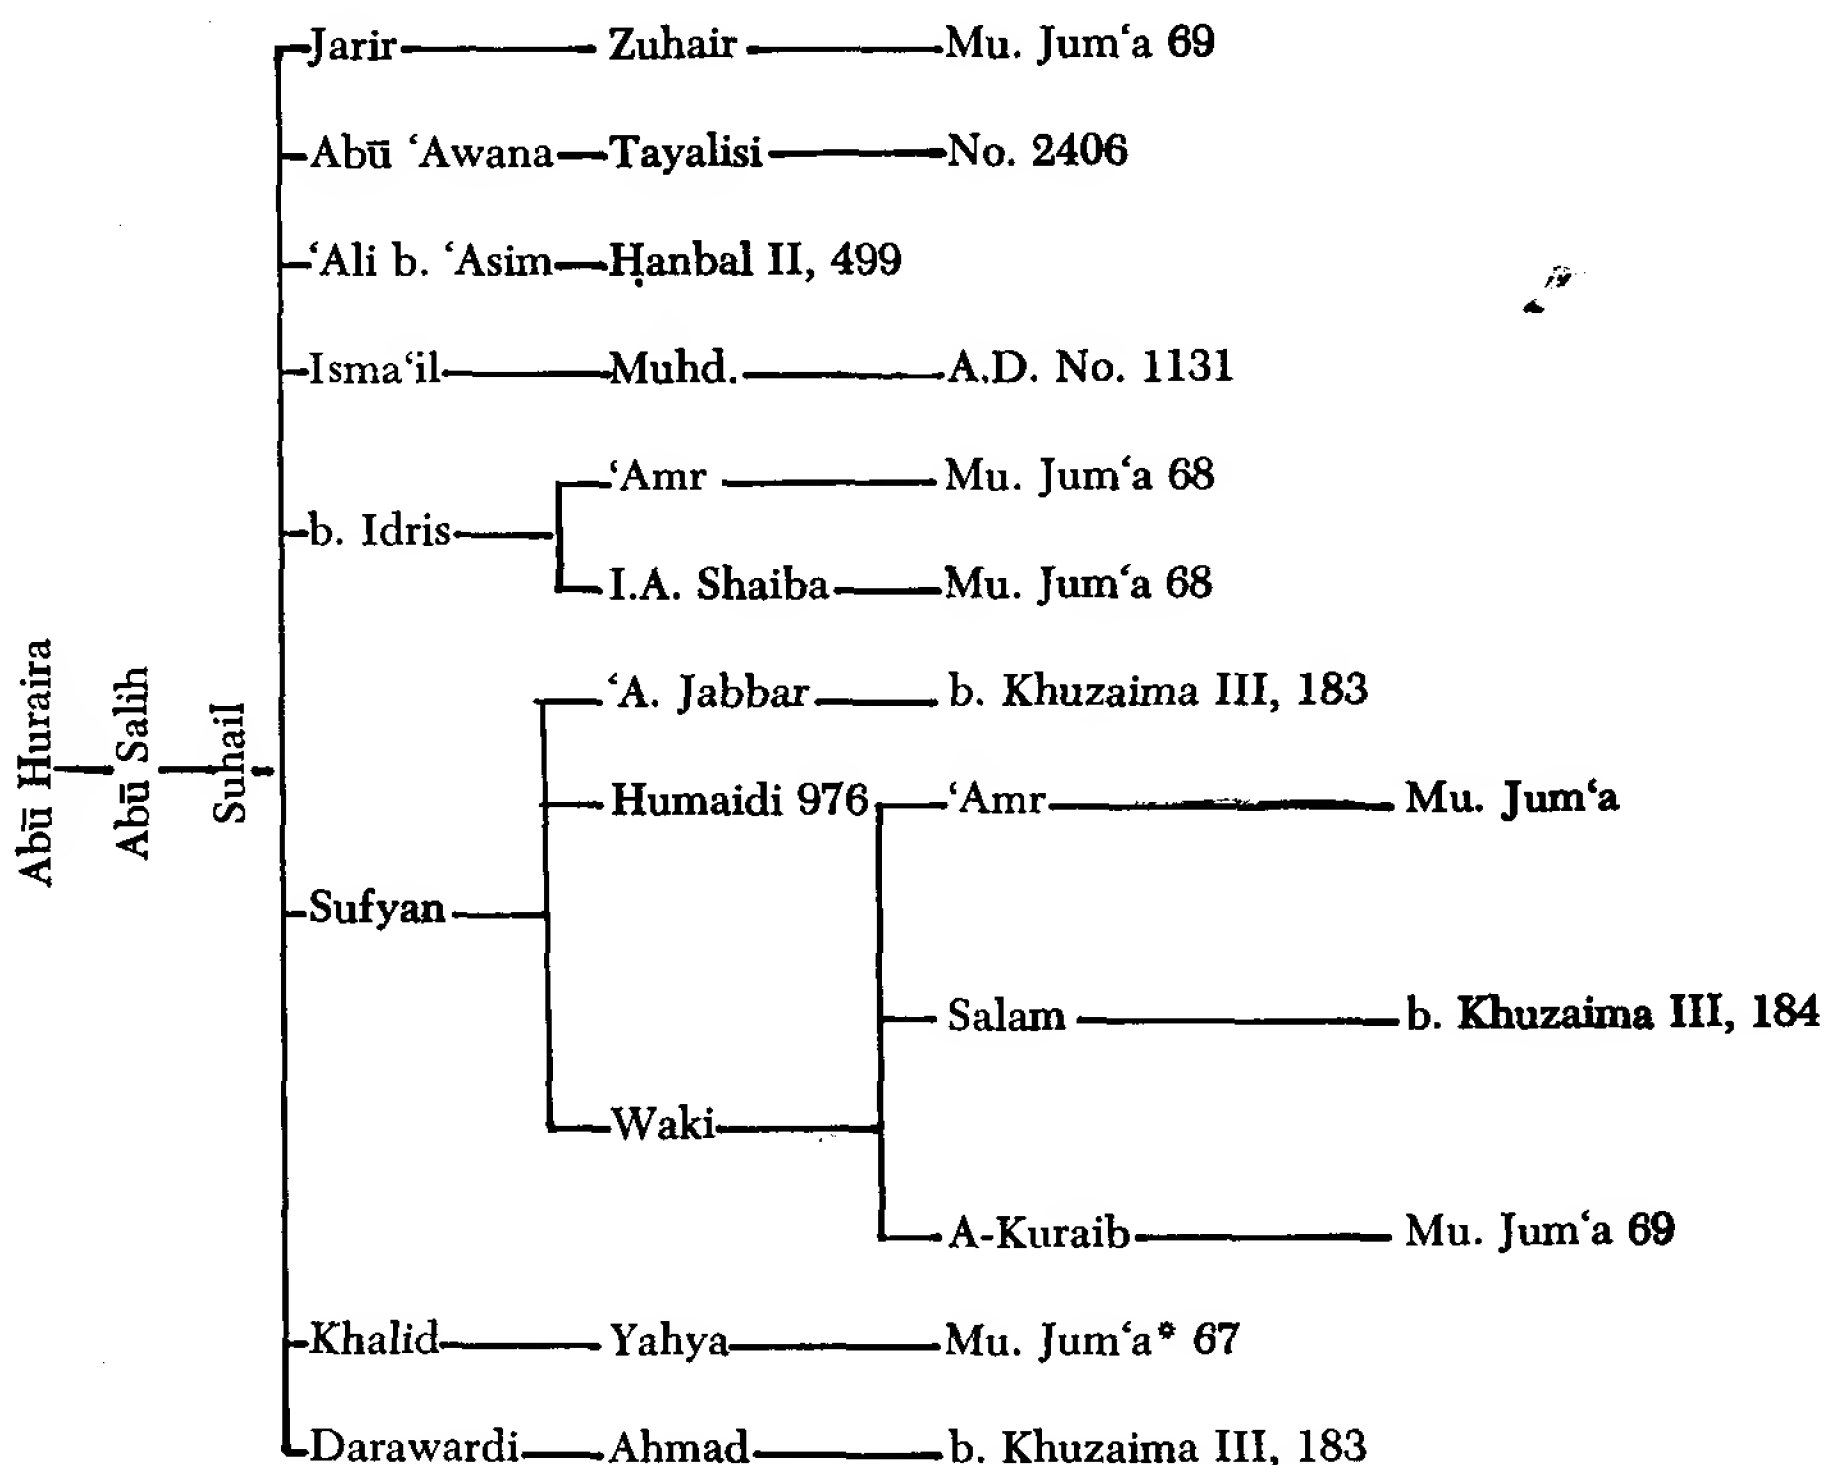 Jarir Zuhair Mu. Jum‘a 69
Abū ‘Awana Tayalisi No. 2406
‘Ali b. ‘Asim Ḥanbal II, 499
Isma‘il Muhd. A.D. No. 1131
‘Amr Mu. Jum‘a 68
b. Idris
I.A. Shaiba Mu. Jum‘a 68
Abū Huraira
Abū Salih
Suhail
‘A. Jabbar b. Khuzaima III, 183
Humaidi 976 ‘Amr Mu. Jum‘a
Sufyan
Salam b. Khuzaima III, 184
Waki
A-Kuraib Mu. Jum‘a 69
Khalid Yahya Mu. Jum‘a* 67
Darawardi Ahmad b. Khuzaima III, 183